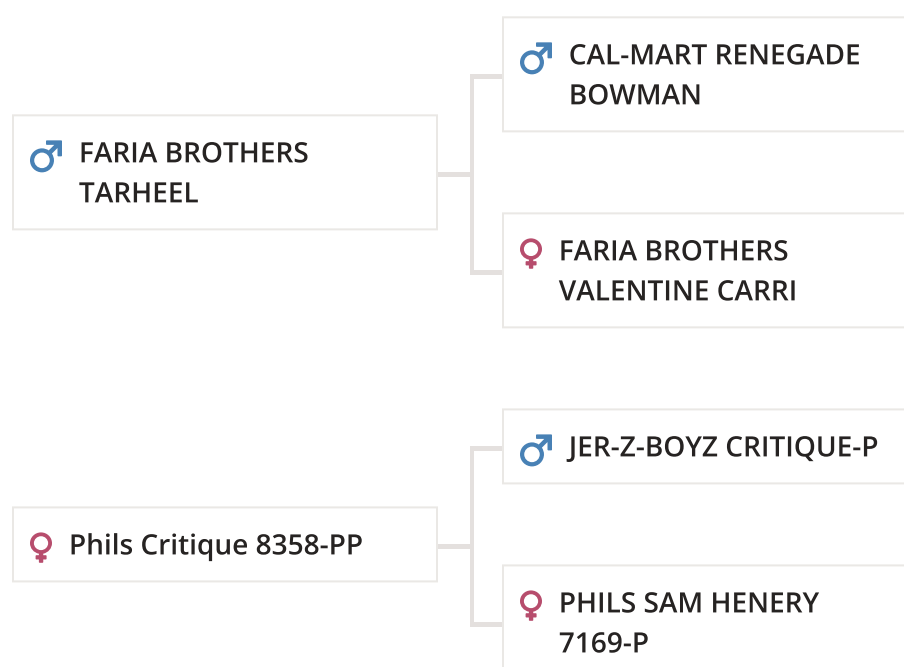 CAL-MART RENEGADE
BOWMAN
FARIA BROTHERS
TARHEEL
FARIA BROTHERS
VALENTINE CARRI
JER-Z-BOYZ CRITIQUE-P
Phils Critique 8358-PP
PHILS SAM HENERY
7169-P